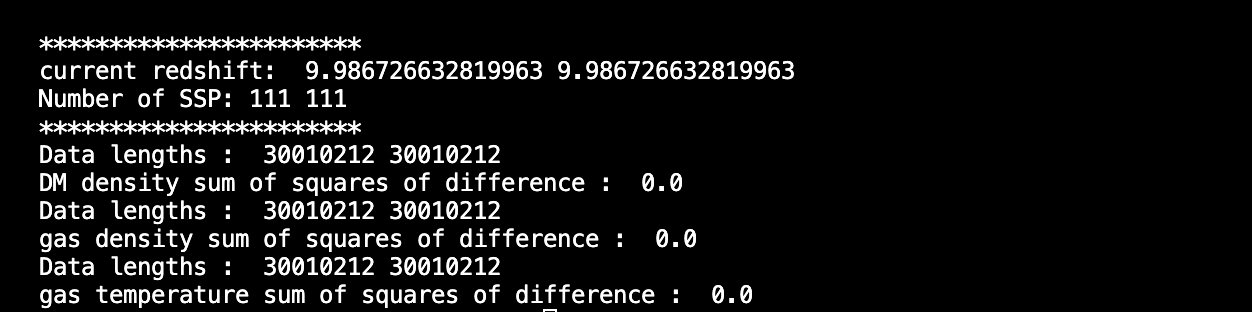 ***********************
current redshift:  9.986726632819963 9.986726632819963
Number of SSP: 111 111
***********************
Data lengths :  30010212 30010212
DM density sum of squares of difference :  0.0
Data lengths :  30010212 30010212
gas density sum of squares of difference :  0.0
Data lengths :  30010212 30010212
gas temperature sum of squares of difference :  0.0